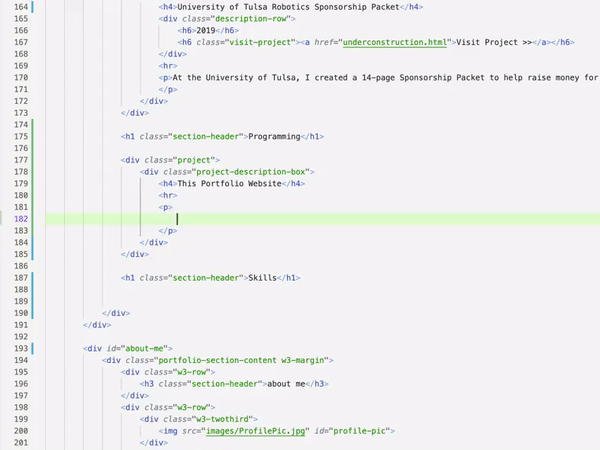 164 <h4>University of Tulsa Robotics Sponsorship Packet</h4>
165 <div class="description-row">
166 <h6>2019</h6>
167 <h6 class="visit-project"><a href="underconstruction.html">Visit Project >></a></h6>
168 </div>
169 <hr>
170 <p>At the University of Tulsa, I created a 14-page Sponsorship Packet to help raise money for
171 </p>
172 </div>
173 </div>
174
175 <h1 class="section-header">Programming</h1>
176
177 <div class="project">
178 <div class="project-description-box">
179 <h4>This Portfolio Website</h4>
180 <hr>
181 <p>
182
183 </p>
184 </div>
185 </div>
186
187 <h1 class="section-header">Skills</h1>
188
189
190 </div>
191 </div>
192
193 <div id="about-me">
194 <div class="portfolio-section-content w3-margin">
195 <div class="w3-row">
196 <h3 class="section-header">about me</h3>
197 </div>
198 <div class="w3-row">
199 <div class="w3-twothird">
200 <img src="images/ProfilePic.jpg" id="profile-pic">
201 </div>